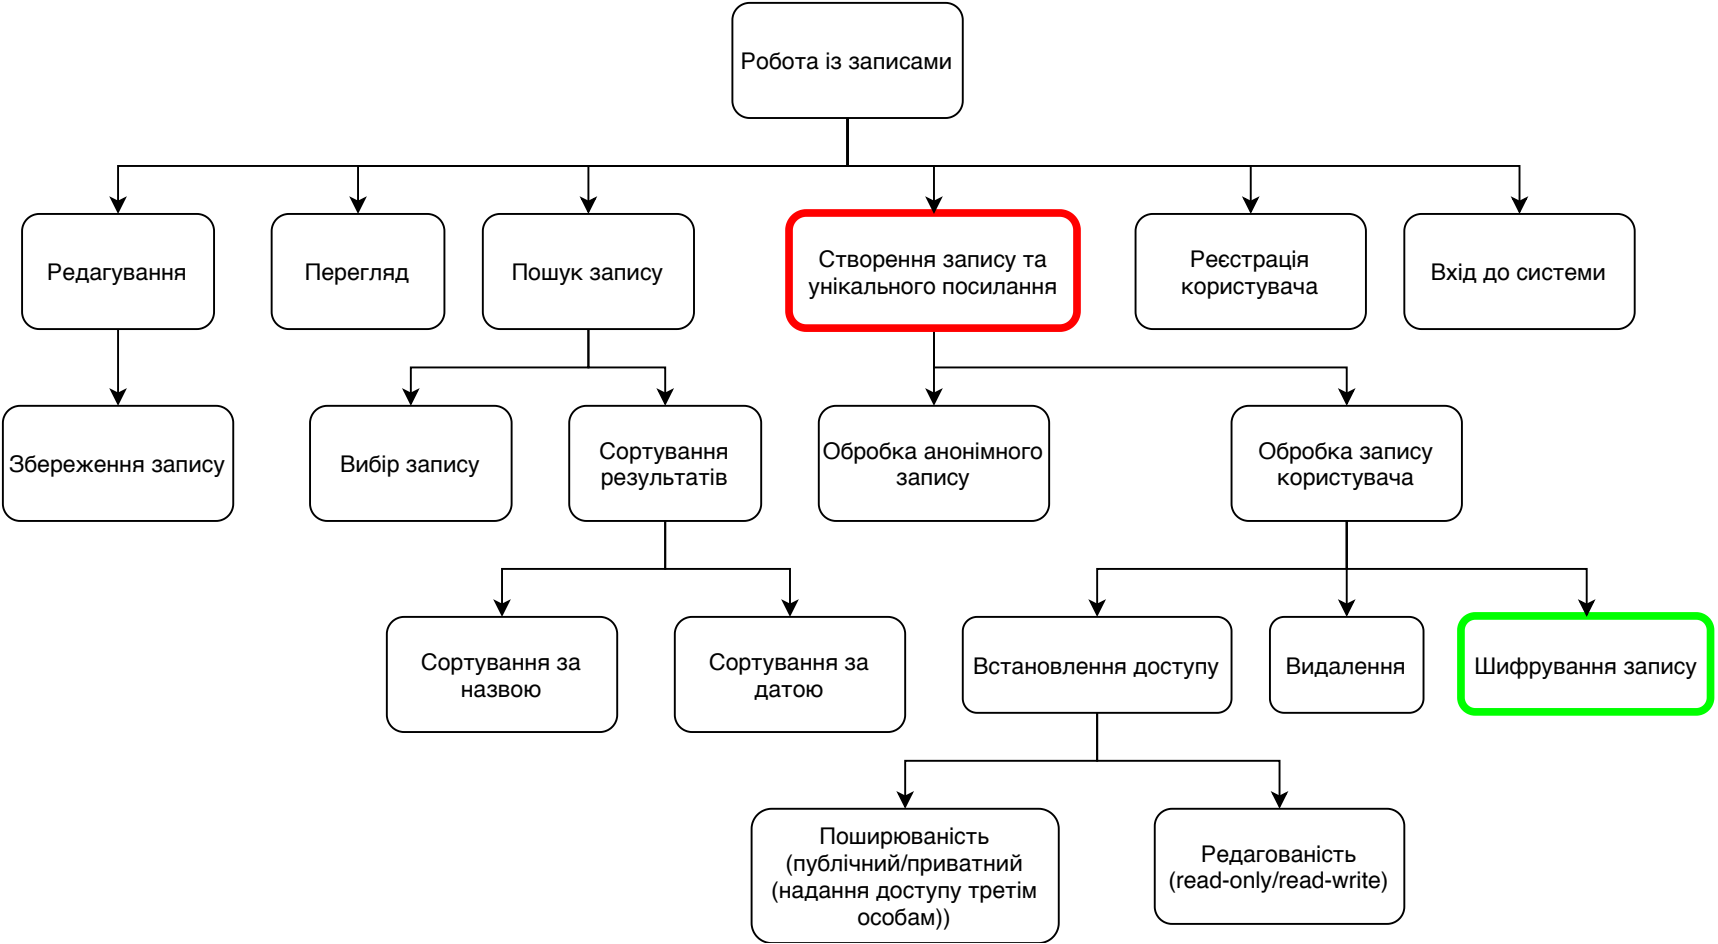 Робота із записами
Редагування
Перегляд
Пошук запису
Створення запису та
унікального посилання
Реєстрація
користувача
Вхід до системи
Збереження запису
Вибір запису
Сортування
результатів
Обробка анонімного
запису
Обробка запису
користувача
Сортування за
назвою
Сортування за
датою
Встановлення доступу
Видалення
Шифрування запису
Поширюваність
(публічний/приватний
(надання доступу третім
особам))
Редагованість
(read-only/read-write)